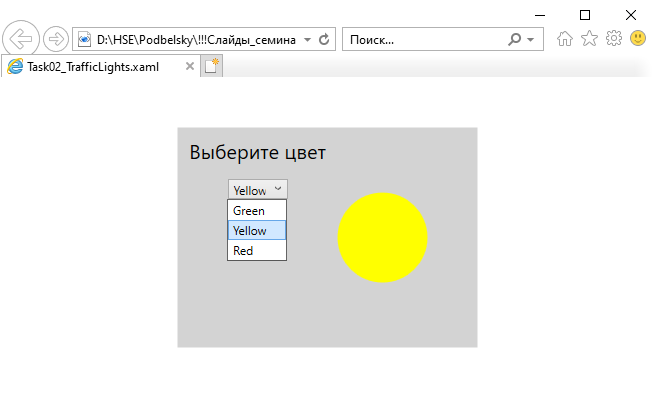 D:\HSE\Podbelsky\!!!Слайды_семина
Поиск...
Task02_TrafficLights.xaml
Выберите цвет
Yellow
Green
Yellow
Red